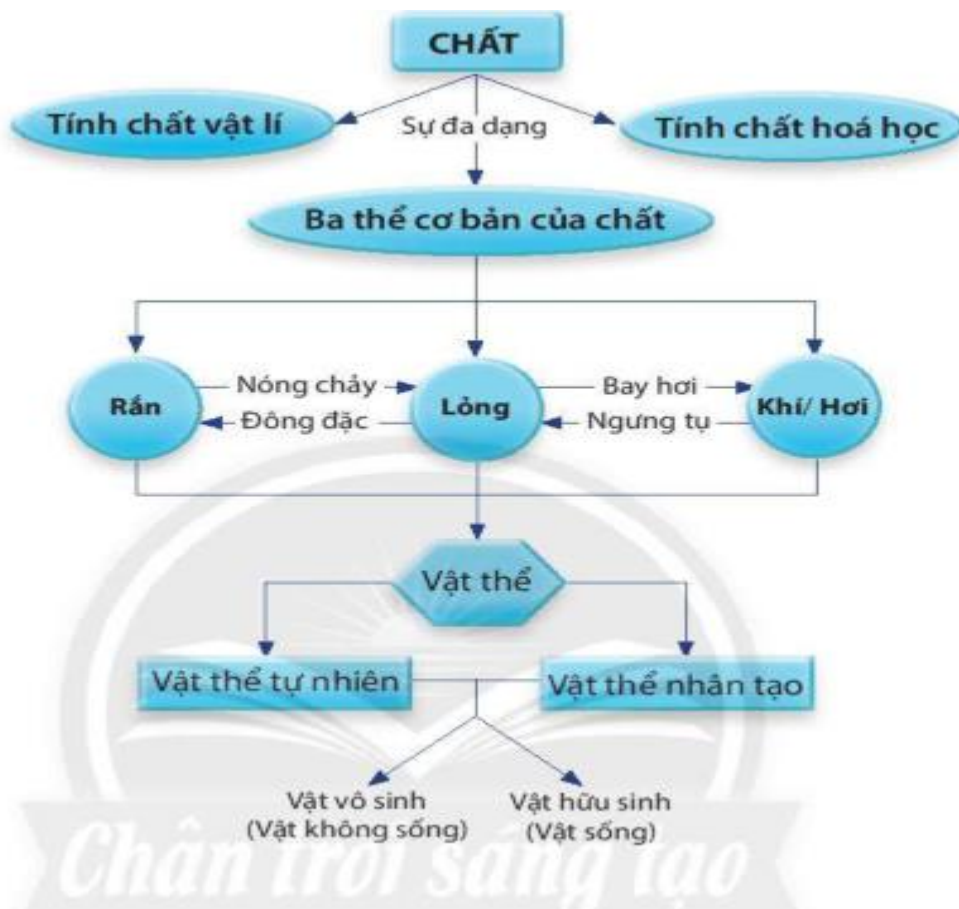 CHẤT
Tính chất vật lí
Sự đa dạng
Tính chất hoá học
Ba thể cơ bản của chất
Rắn
Nóng chảy
Đông đặc
Lỏng
Bay hơi
Ngưng tụ
Khí/ Hơi
Vật thể
Vật thể tự nhiên
Vật thể nhân tạo
Vật vô sinh
(Vật không sống)
Vật hữu sinh
(Vật sống)
Chân trời sáng tạo